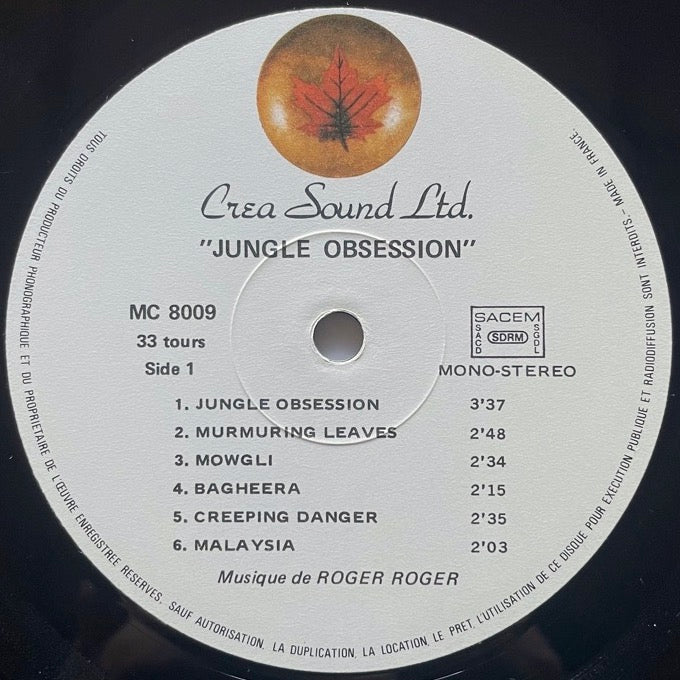 Crea Sound Ltd.
"JUNGLE OBSESSION"
MC 8009
33 tours
Side 1
SACEM
SACD
SDRM
SGDL
MONO-STEREO
1. JUNGLE OBSESSION 3'37
2. MURMURING LEAVES 2'48
3. MOWGLI 2'34
4. BAGHEERA 2'15
5. CREEPING DANGER 2'35
6. MALAYSIA 2'03
Musique de ROGER ROGER
TOUS DROITS DU PRODUCTEUR PHONOGRAPHIQUE ET DU PROPRIETAIRE DE L'ŒUVRE ENREGISTREE RESERVES. SAUF AUTORISATION, LA DUPLICATION, LA LOCATION, LE PRET, L'UTILISATION DE CE DISQUE POUR EXECUTION PUBLIQUE ET RADIODIFFUSION SONT INTERDITS. - MADE IN FRANCE.